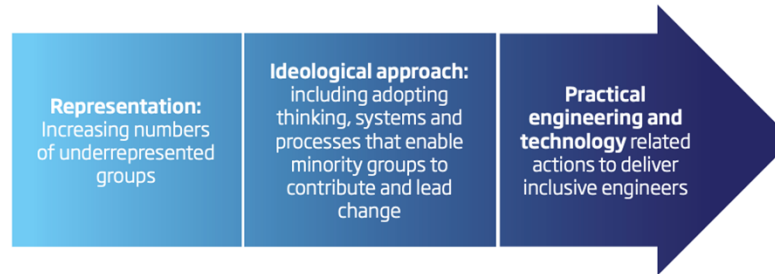 Representation:
Increasing numbers
of underrepresented
groups
Ideological approach:
including adopting
thinking, systems and
processes that enable
minority groups to
contribute and lead
change
Practical
engineering and
technology related
actions to deliver
inclusive engineers